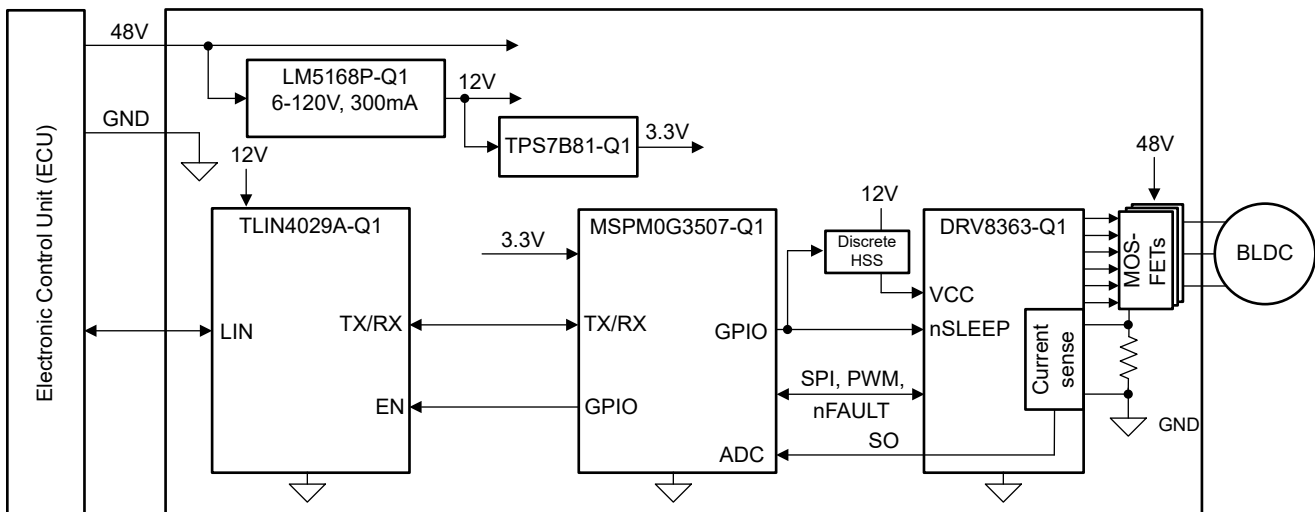 Electronic Control Unit (ECU)
48V
LM5168P-Q1
6-120V, 300mA
12V
GND
TPS7B81-Q1
3.3V
12V
48V
TLIN4029A-Q1
MSPM0G3507-Q1
12V
DRV8363-Q1
3.3V
Discrete
HSS
MOS-
FETs
BLDC
VCC
LIN
TX/RX
TX/RX
GPIO
nSLEEP
Current
sense
SPI, PWM,
nFAULT
EN
GPIO
GND
SO
ADC